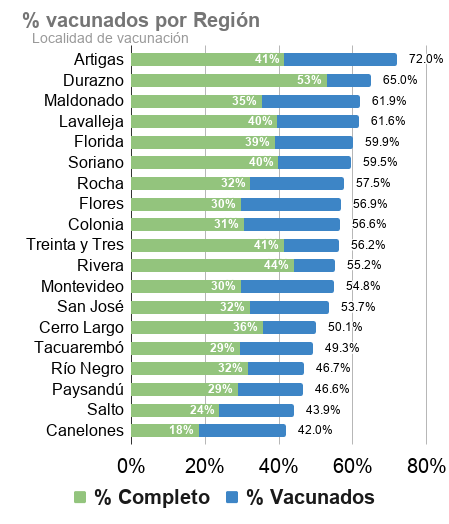 % vacunados por Región
Localidad de vacunación
Artigas 41% 72.0%
Durazno 53% 65.0%
Maldonado 35% 61.9%
Lavalleja 40% 61.6%
Florida 39% 59.9%
Soriano 40% 59.5%
Rocha 32% 57.5%
Flores 30% 56.9%
Colonia 31% 56.6%
Treinta y Tres 41% 56.2%
Rivera 44% 55.2%
Montevideo 30% 54.8%
San José 32% 53.7%
Cerro Largo 36% 50.1%
Tacuarembó 29% 49.3%
Río Negro 32% 46.7%
Paysandú 29% 46.6%
Salto 24% 43.9%
Canelones 18% 42.0%
0% 20% 40% 60% 80%
% Completo % Vacunados